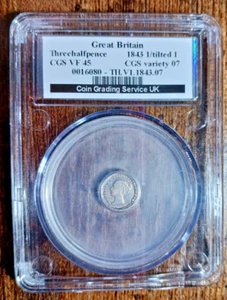 Great Britain
Threehalfpence 1843 1/tilted 1
CGS VF 45 CGS variety 07
0016080 - TH.V1.1843.07
Coin Grading Service UK